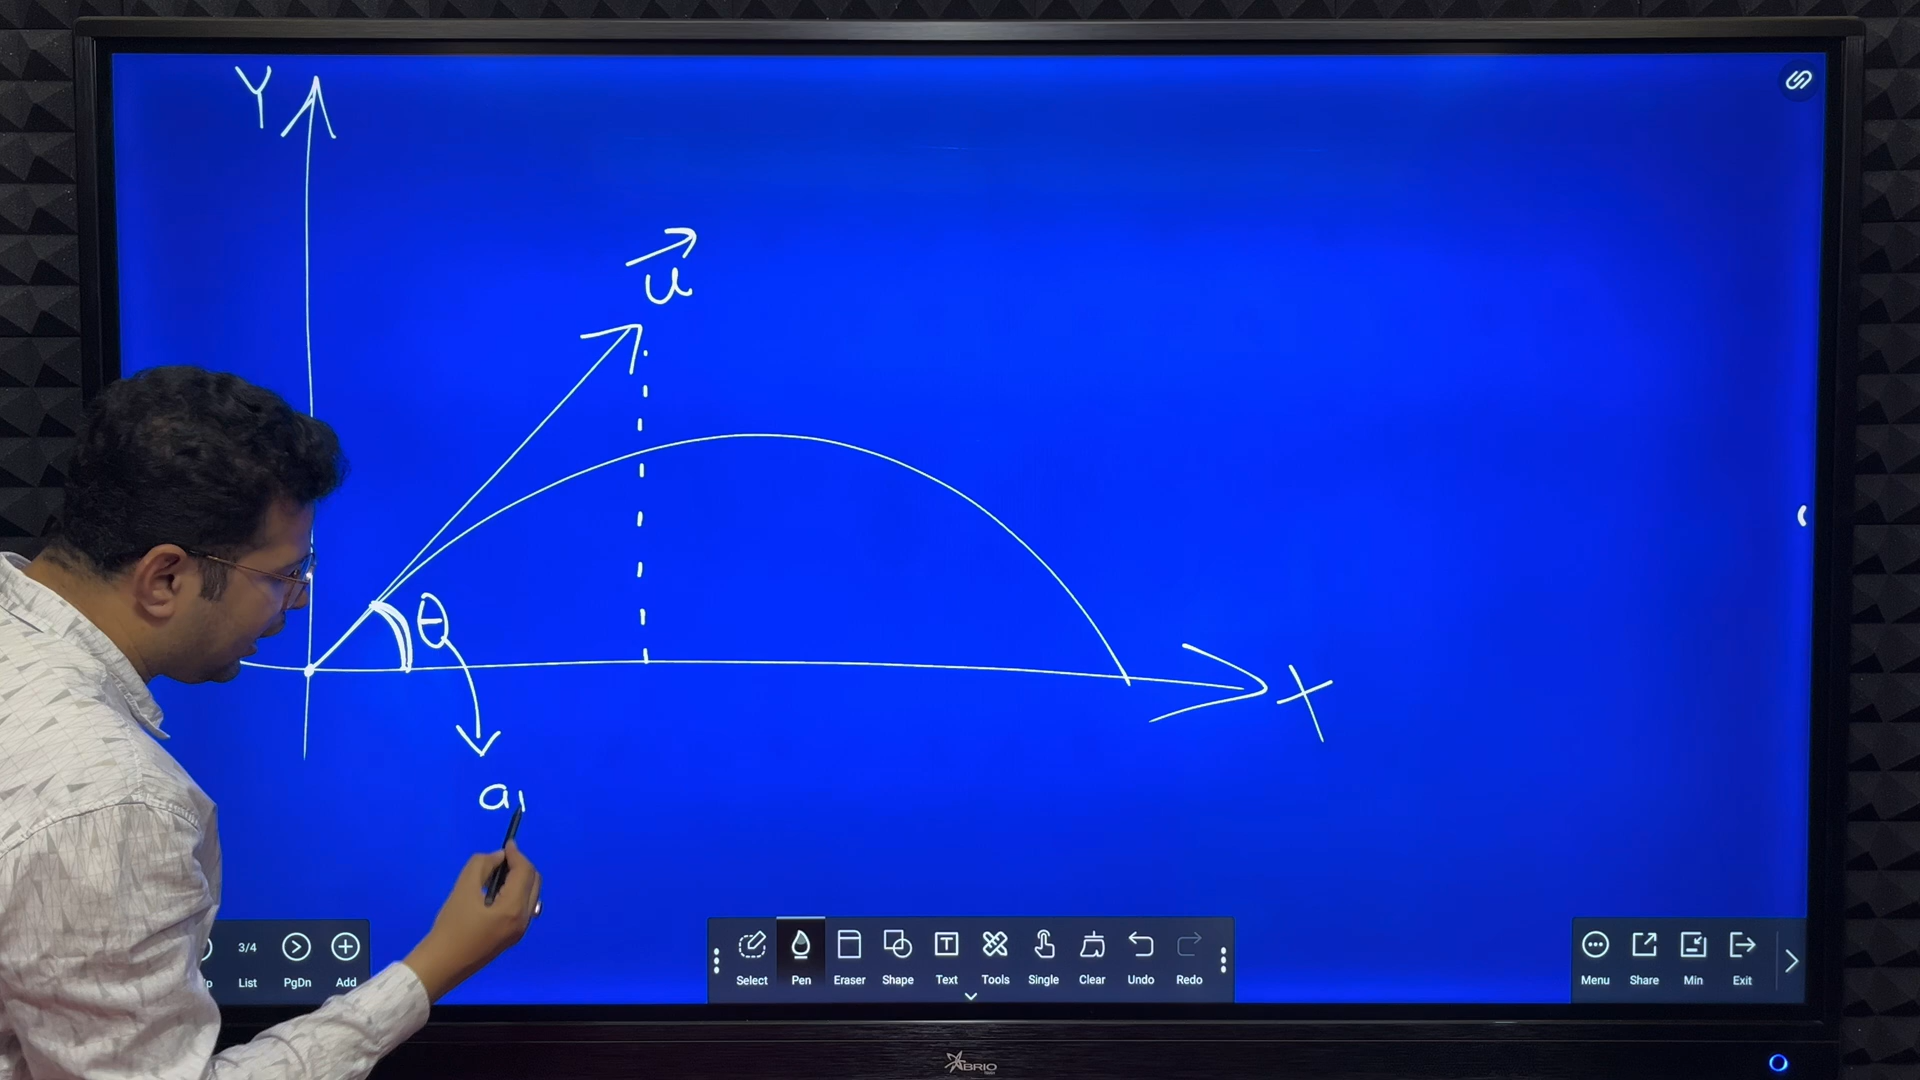 Y
u
θ
X
a
3/4
List
PgDn
Add
Select
Pen
Eraser
Shape
Text
Tools
Single
Clear
Undo
Redo
Menu
Share
Min
Exit
ABRIO